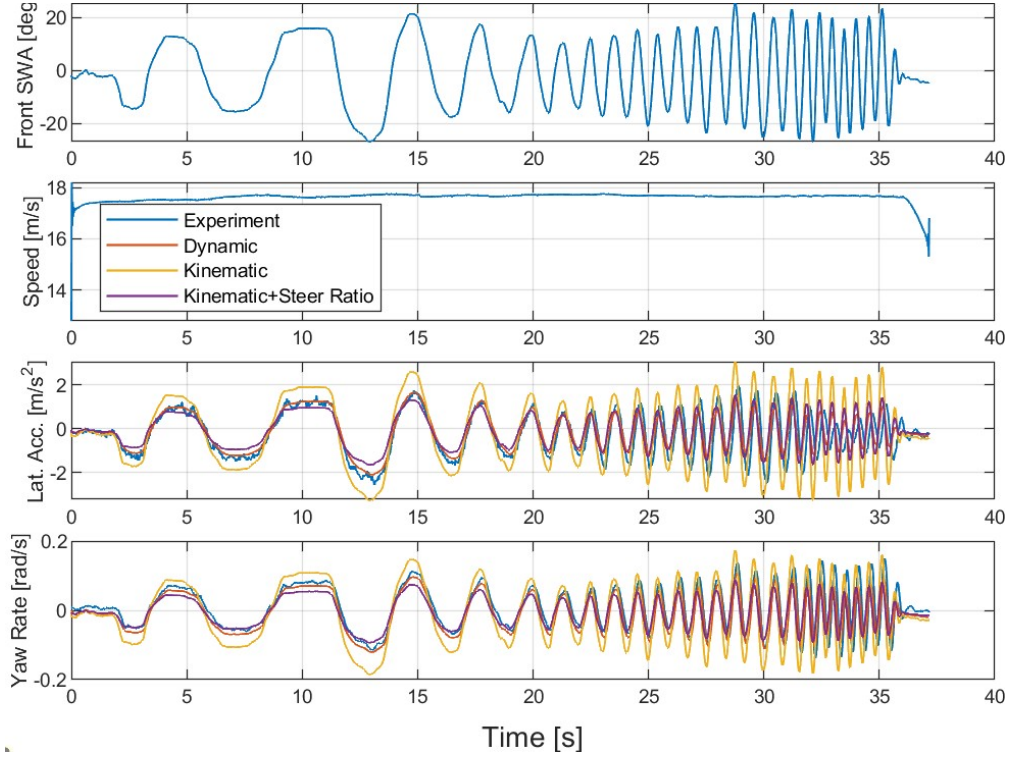 Front SWA [deg
20
0
-20
0 5 10 15 20 25 30 35 40
Speed [m/s]
18
16
14
Experiment
Dynamic
Kinematic
Kinematic+Steer Ratio
0 5 10 15 20 25 30 35 40
Lat. Acc. [m/s²]
2
0
-2
0 5 10 15 20 25 30 35 40
Yaw Rate [rad/s]
0.2
0
-0.2
0 5 10 15 20 25 30 35 40
Time [s]